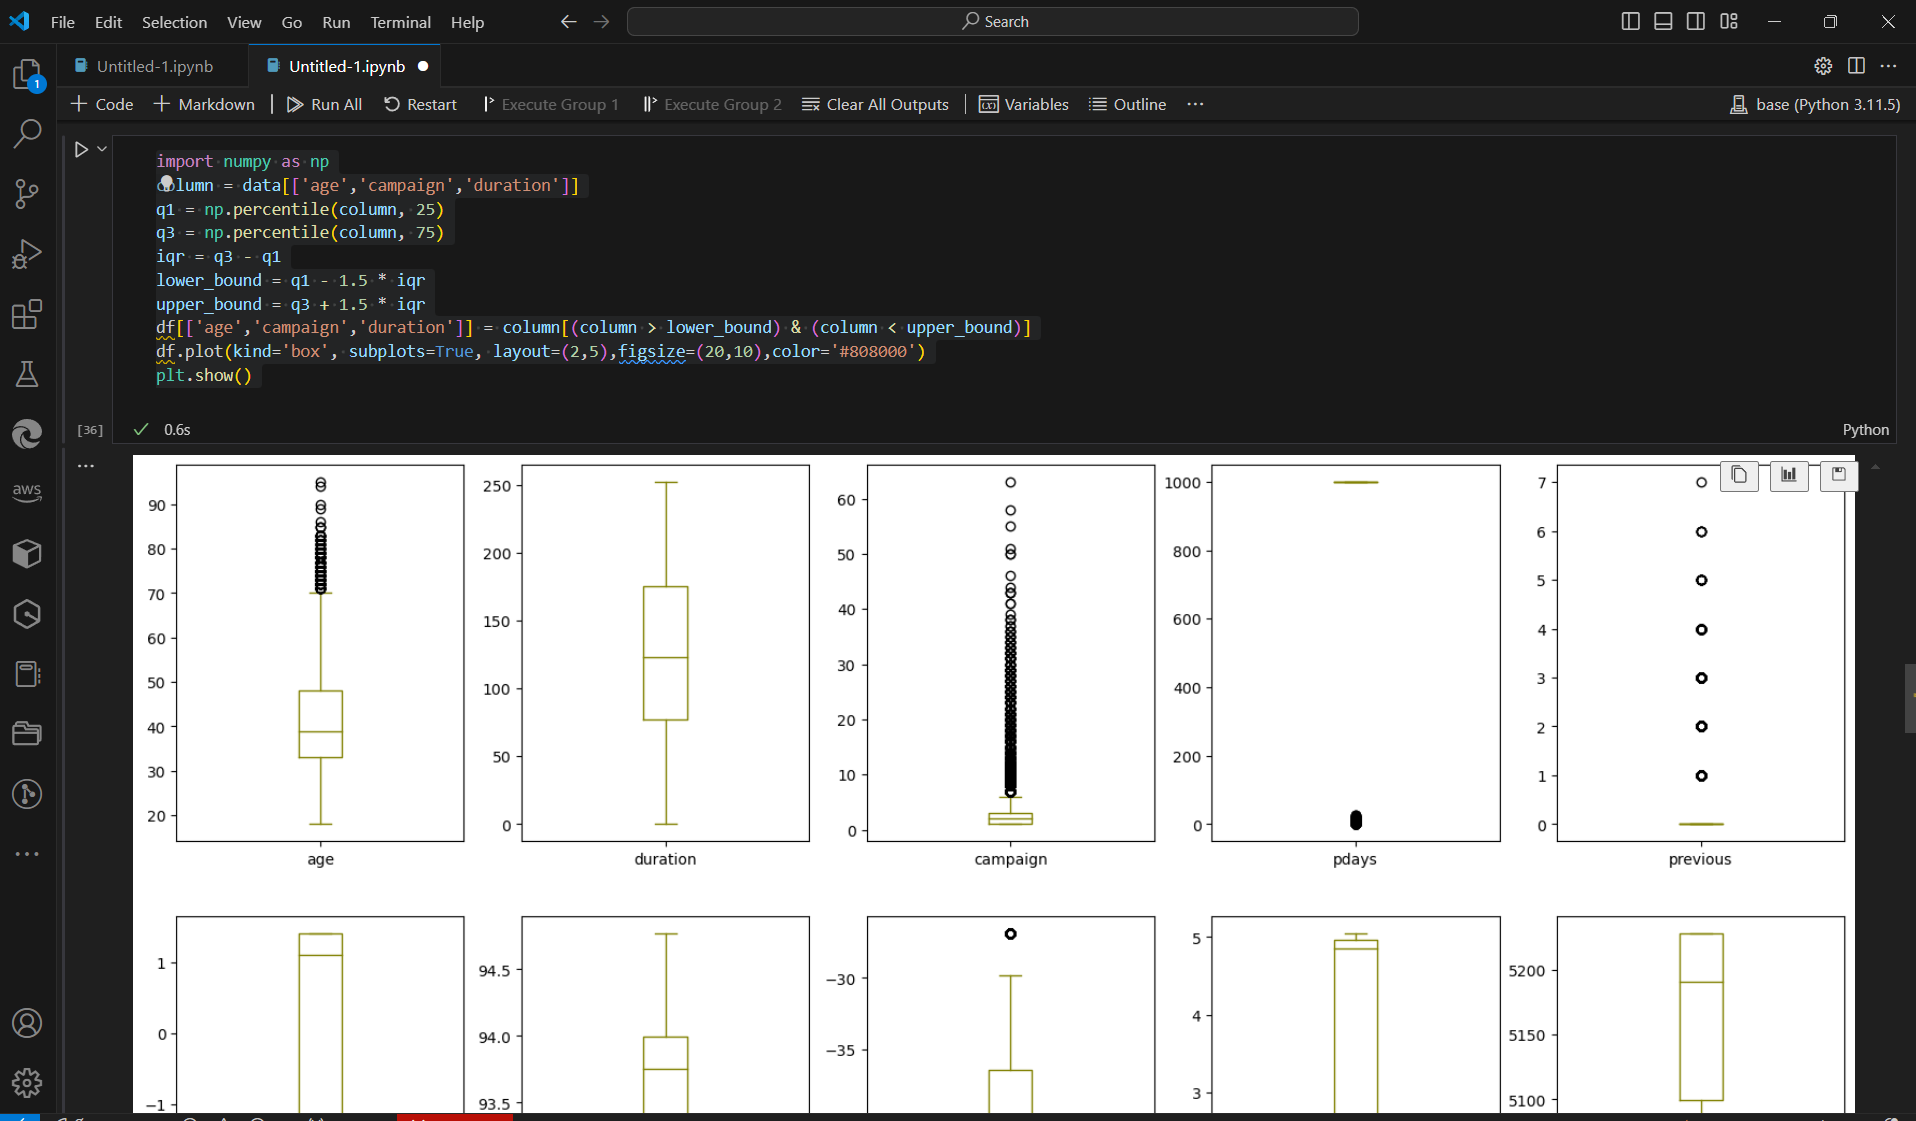 File Edit Selection View Go Run Terminal Help
Search
1
Untitled-1.ipynb
Untitled-1.ipynb
Code Markdown Run All Restart Execute Group 1 Execute Group 2 Clear All Outputs Variables Outline
base (Python 3.11.5)
import numpy as np
column = data[['age','campaign','duration']]
q1 = np.percentile(column, 25)
q3 = np.percentile(column, 75)
iqr = q3 - q1
lower_bound = q1 - 1.5 * iqr
upper_bound = q3 + 1.5 * iqr
df[['age','campaign','duration']] = column[(column > lower_bound) & (column < upper_bound)]
df.plot(kind='box', subplots=True, layout=(2,5),figsize=(20,10),color='#808000')
plt.show()
[36] 0.6s
Python
aws
90
80
70
60
50
40
30
20
age
250
200
150
100
50
0
duration
60
50
40
30
20
10
0
campaign
1000
800
600
400
200
0
pdays
7
6
5
4
3
2
1
0
previous
1
0
−1
94.5
94.0
93.5
−30
−35
5
4
3
5200
5150
5100